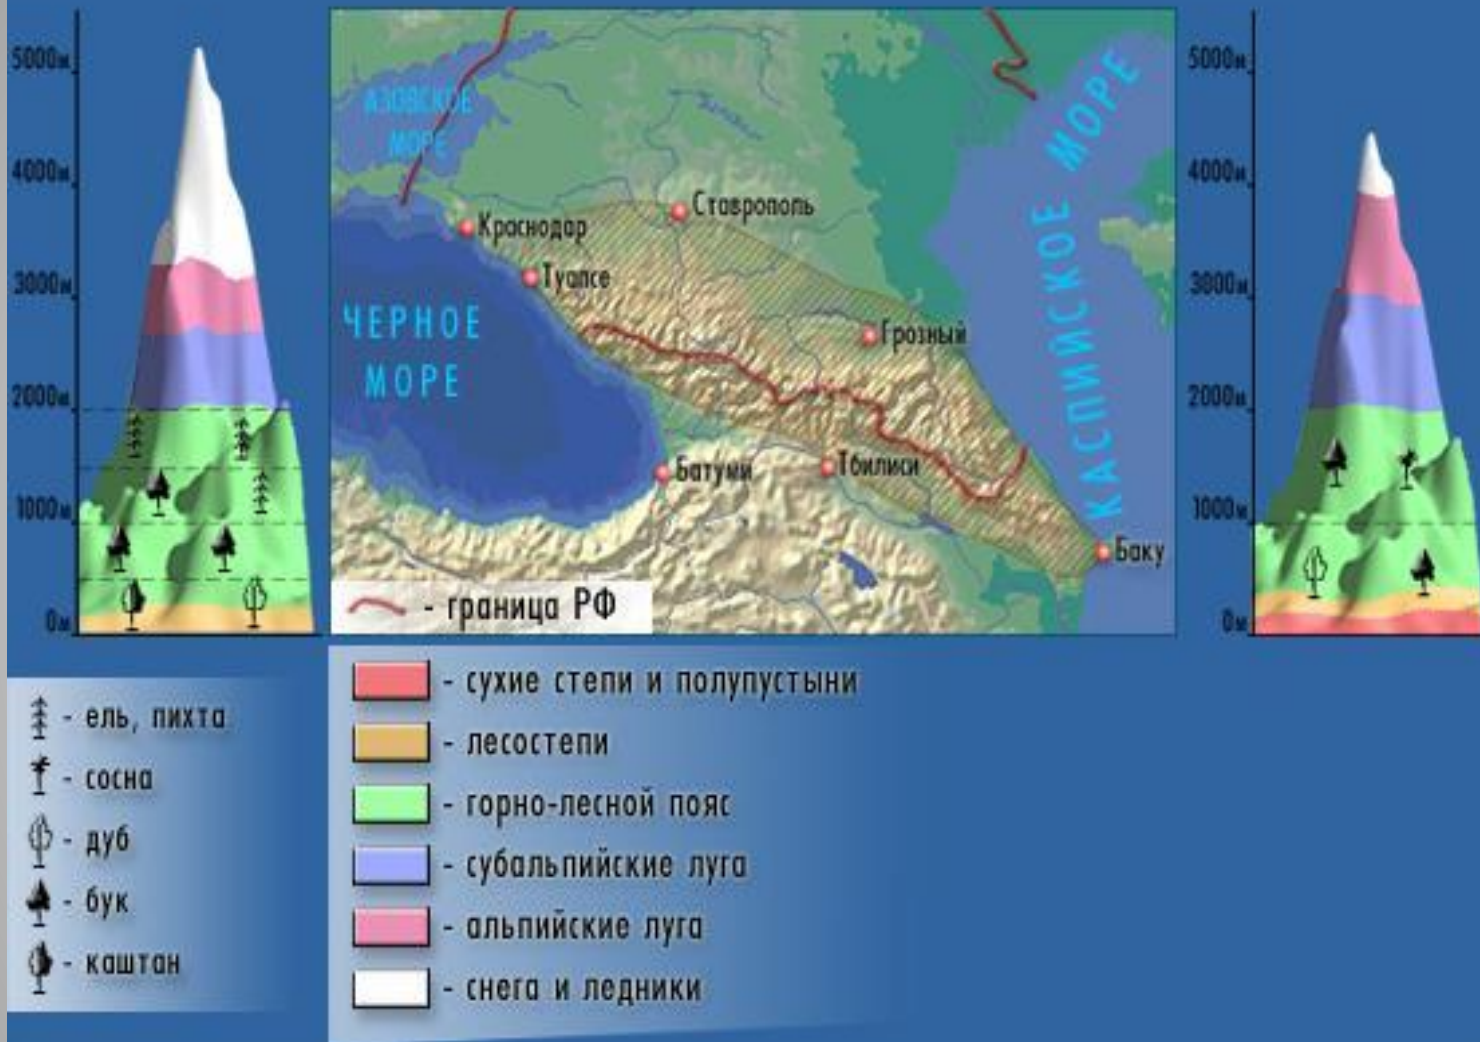 5000м
4000м
3000м
2000м
1000м
0м
АЗОВСКОЕ
МОРЕ
ЧЕРНОЕ
МОРЕ
КАСПИЙСКОЕ МОРЕ
Ставрополь
Краснодар
Туапсе
Грозный
Батуми
Тбилиси
Баку
- граница РФ
5000м
4000м
3000м
2000м
1000м
0м
- ель, пихта
- сосна
- дуб
- бук
- каштан
- сухие степи и полупустыни
- лесостепи
- горно-лесной пояс
- субальпийские луга
- альпийские луга
- снега и ледники